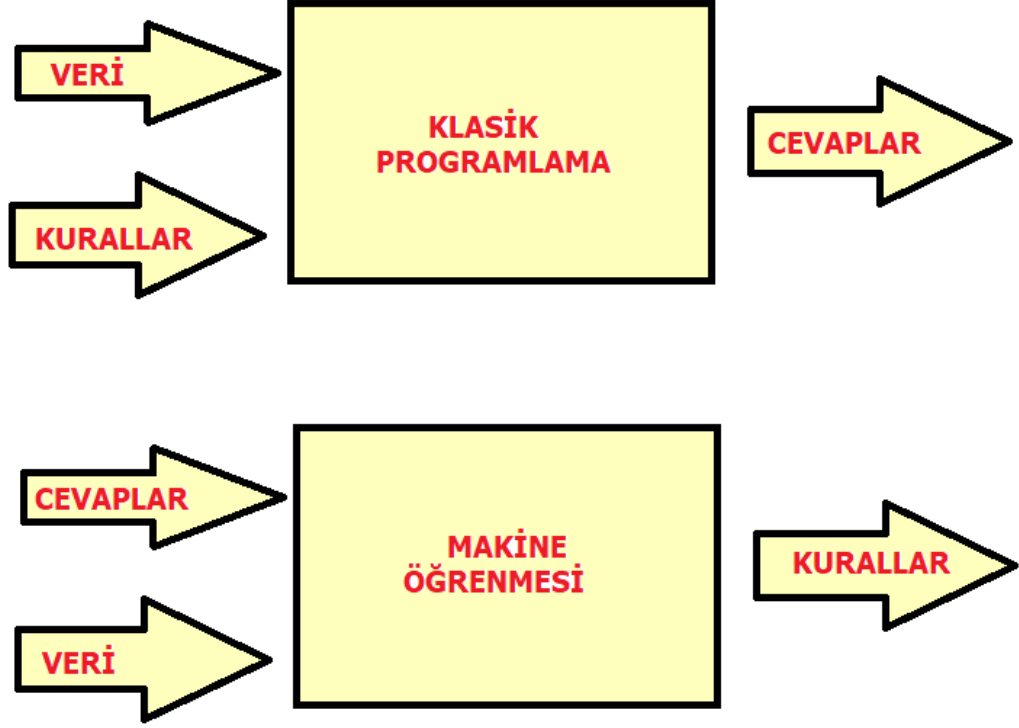 VERİ
KURALLAR
KLASİK
PROGRAMLAMA
CEVAPLAR
CEVAPLAR
VERİ
MAKİNE
ÖĞRENMESİ
KURALLAR